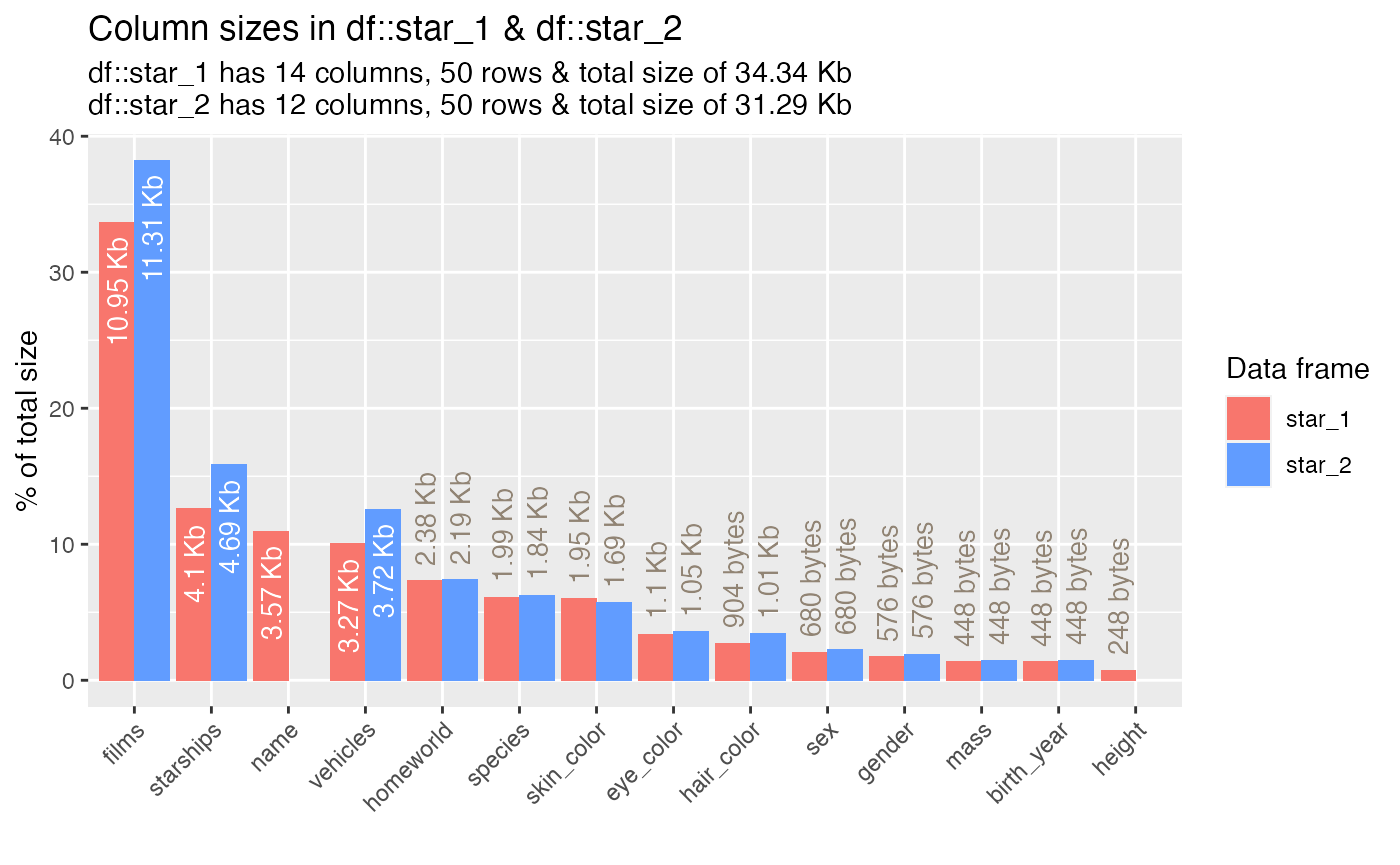 Column sizes in df::star_1 & df::star_2
df::star_1 has 14 columns, 50 rows & total size of 34.34 Kb
df::star_2 has 12 columns, 50 rows & total size of 31.29 Kb
% of total size
40
30
20
10
0
10.95 Kb
11.31 Kb
4.1 Kb
4.69 Kb
3.57 Kb
3.27 Kb
3.72 Kb
2.38 Kb
2.19 Kb
1.99 Kb
1.84 Kb
1.95 Kb
1.69 Kb
1.1 Kb
1.05 Kb
904 bytes
1.01 Kb
680 bytes
680 bytes
576 bytes
576 bytes
448 bytes
448 bytes
448 bytes
448 bytes
248 bytes
films
starships
name
vehicles
homeworld
species
skin_color
eye_color
hair_color
sex
gender
mass
birth_year
height
Data frame
star_1
star_2